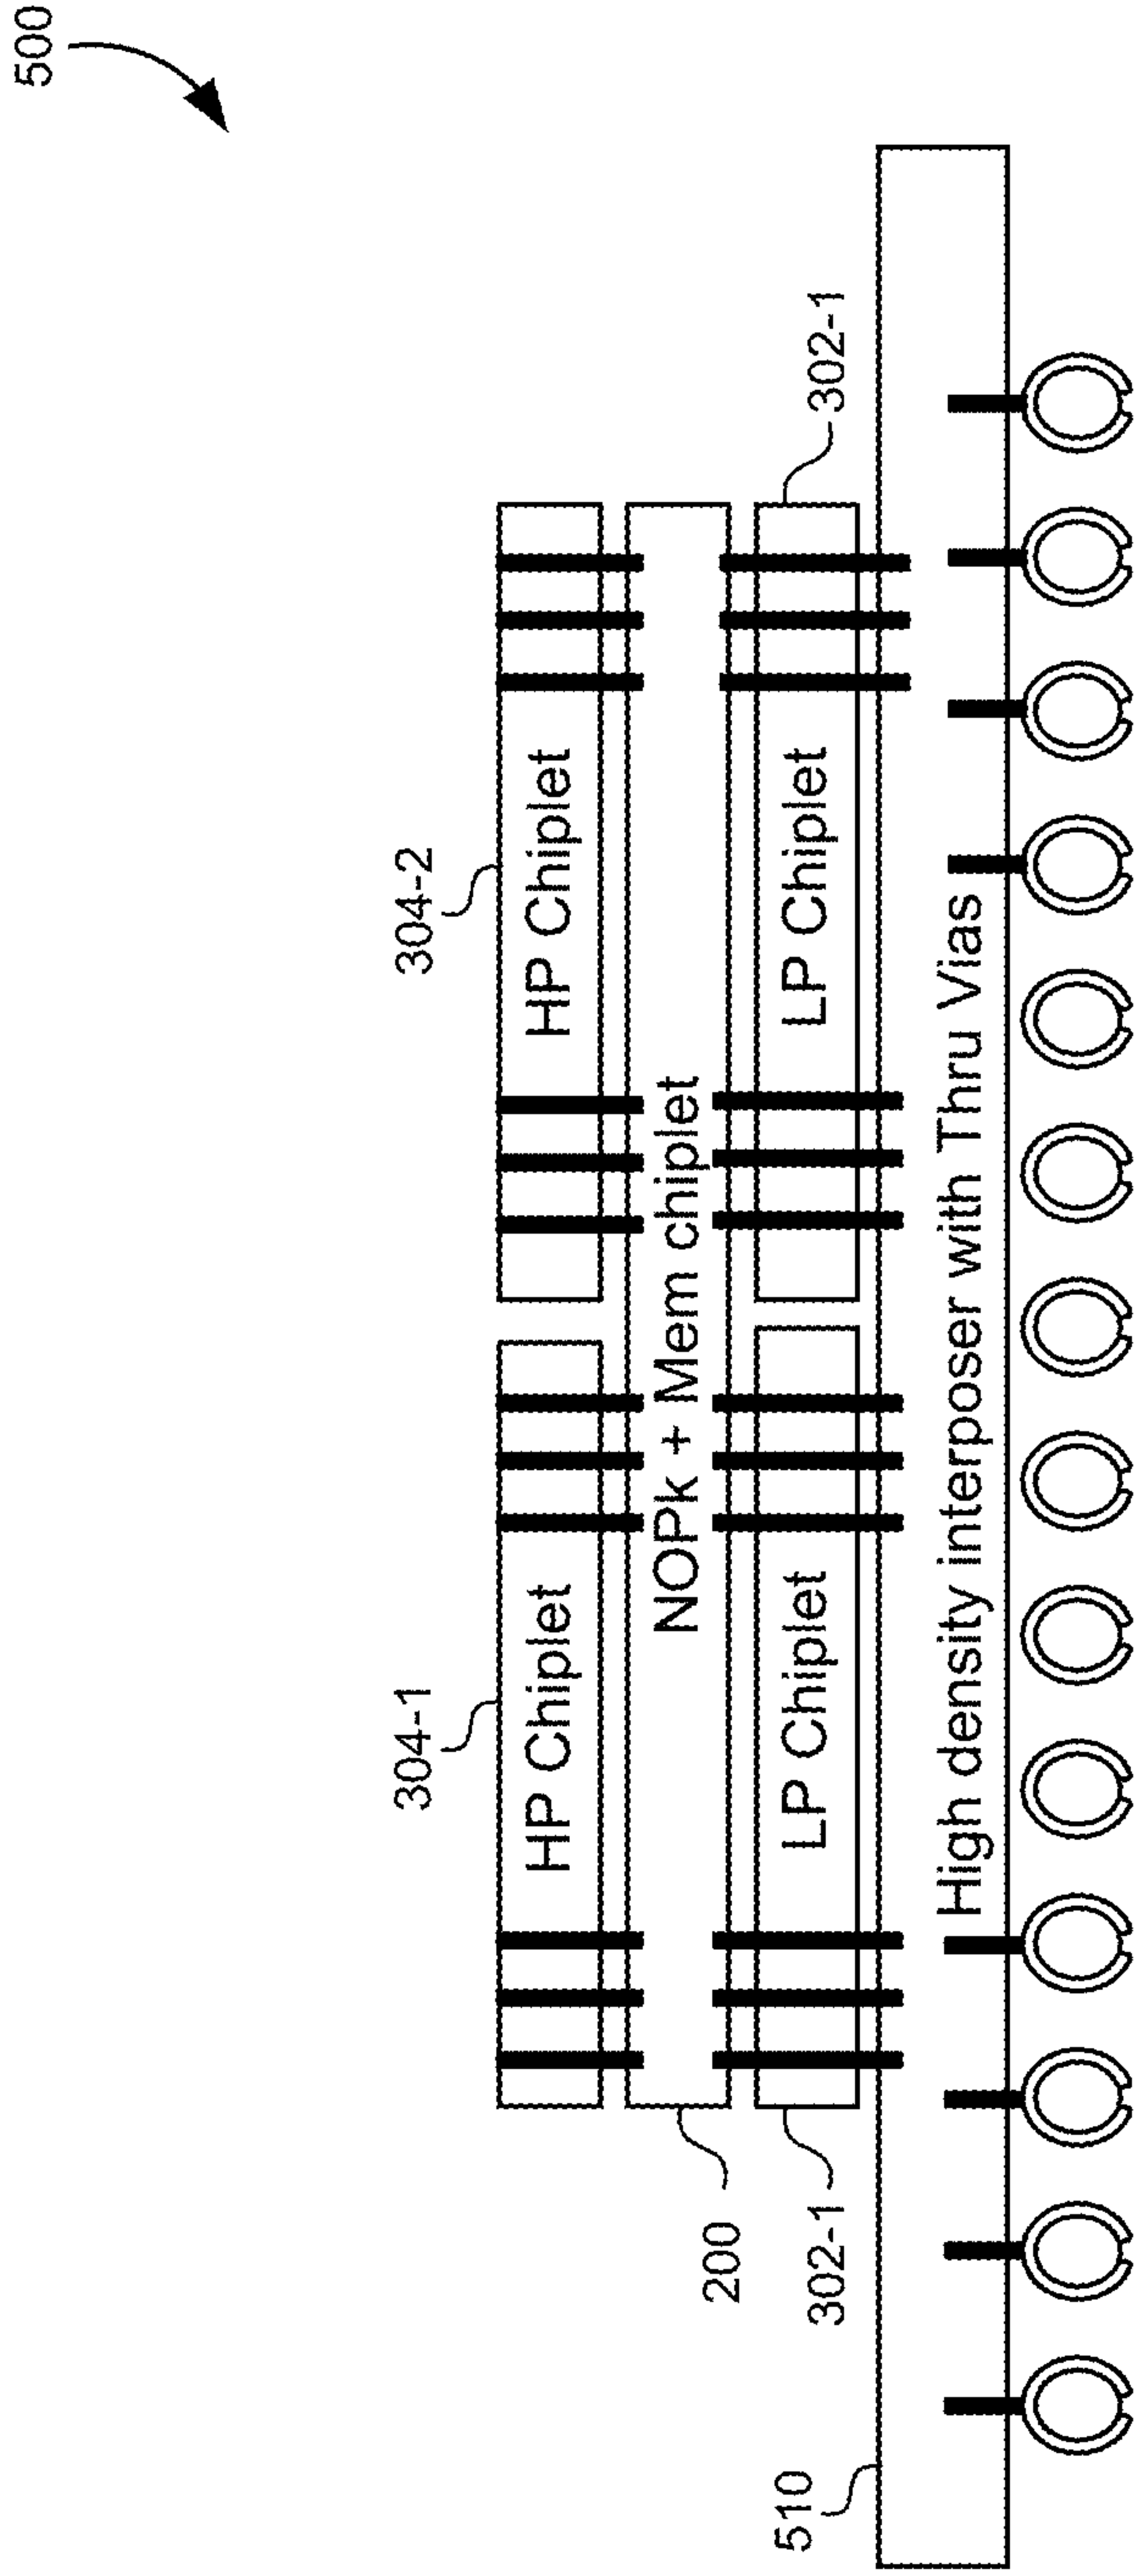 500
304-1
304-2
HP Chiplet
HP Chiplet
NOPk + Mem chiplet
200
LP Chiplet
LP Chiplet
302-1
302-1
510
High density interposer with Thru Vias